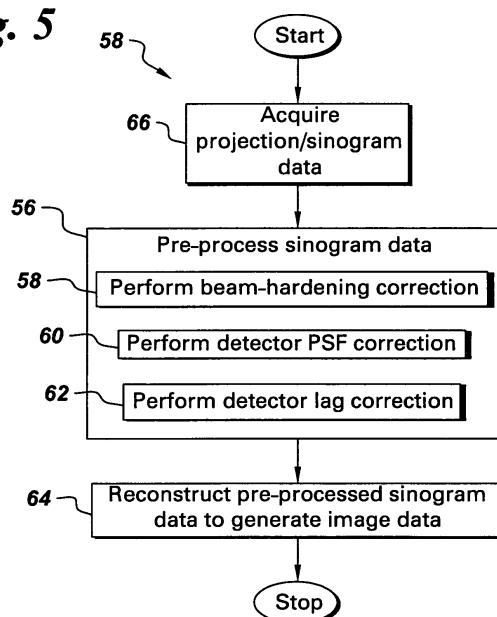 g. 5
58
Start
66
Acquire
projection/sinogram
data
56
Pre-process sinogram data
58
Perform beam-hardening correction
60
Perform detector PSF correction
62
Perform detector lag correction
64
Reconstruct pre-processed sinogram
data to generate image data
Stop